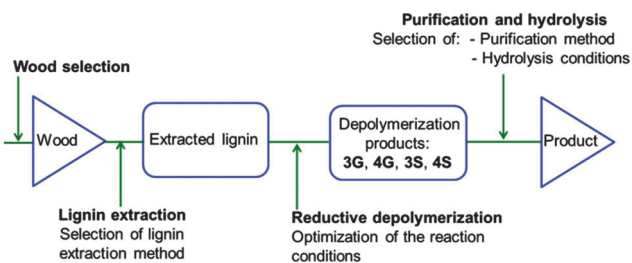 Purification and hydrolysis
Selection of: - Purification method
- Hydrolysis conditions
Wood selection
Wood
Extracted lignin
Depolymerization
products:
3G, 4G, 3S, 4S
Product
Lignin extraction
Selection of lignin
extraction method
Reductive depolymerization
Optimization of the reaction
conditions